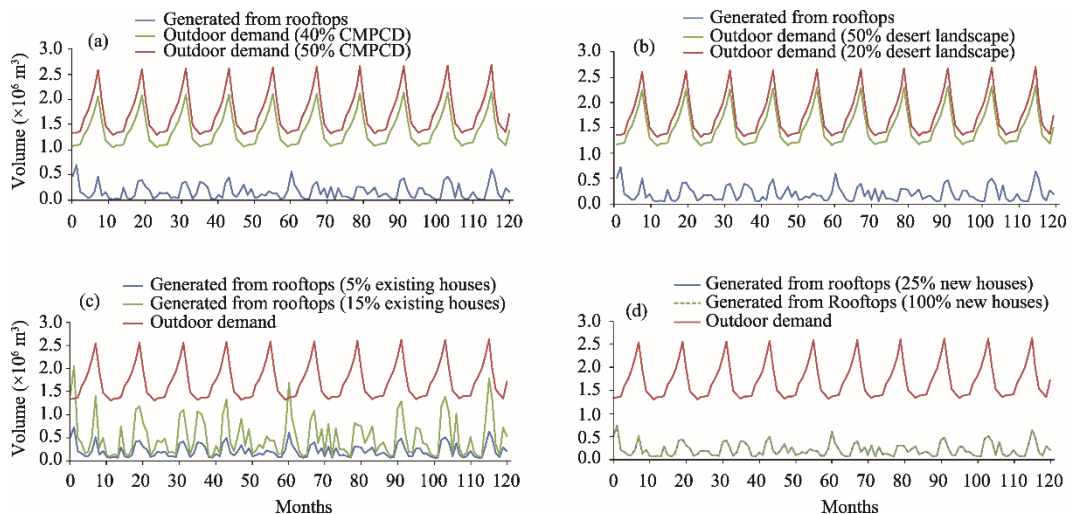 (a)
Generated from rooftops
Outdoor demand (40% CMPCD)
Outdoor demand (50% CMPCD)
Volume (×10⁶ m³)
3.0
2.5
2.0
1.5
1.0
0.5
0.0
0 10 20 30 40 50 60 70 80 90 100 110 120
(b)
Generated from rooftops
Outdoor demand (50% desert landscape)
Outdoor demand (20% desert landscape)
3.0
2.5
2.0
1.5
1.0
0.5
0.0
0 10 20 30 40 50 60 70 80 90 100 110 120
(c)
Generated from rooftops (5% existing houses)
Generated from rooftops (15% existing houses)
Outdoor demand
Volume (×10⁶ m³)
3.0
2.5
2.0
1.5
1.0
0.5
0.0
0 10 20 30 40 50 60 70 80 90 100 110 120
Months
(d)
Generated from rooftops (25% new houses)
Generated from Rooftops (100% new houses)
Outdoor demand
3.0
2.5
2.0
1.5
1.0
0.5
0.0
0 10 20 30 40 50 60 70 80 90 100 110 120
Months